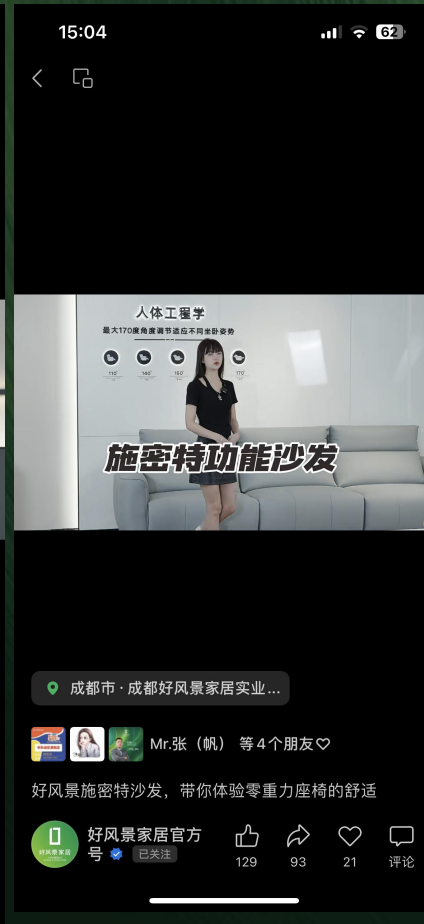 15:04
62
人体工程学
最大170度角度调节适应不同坐卧姿势
110°
140°
150°
170°
施密特功能沙发
成都市·成都好风景家居实业...
Mr.张（帆） 等4个朋友♡
好风景施密特沙发，带你体验零重力座椅的舒适
好风景家居
好风景家居官方
号
已关注
129
93
21
评论